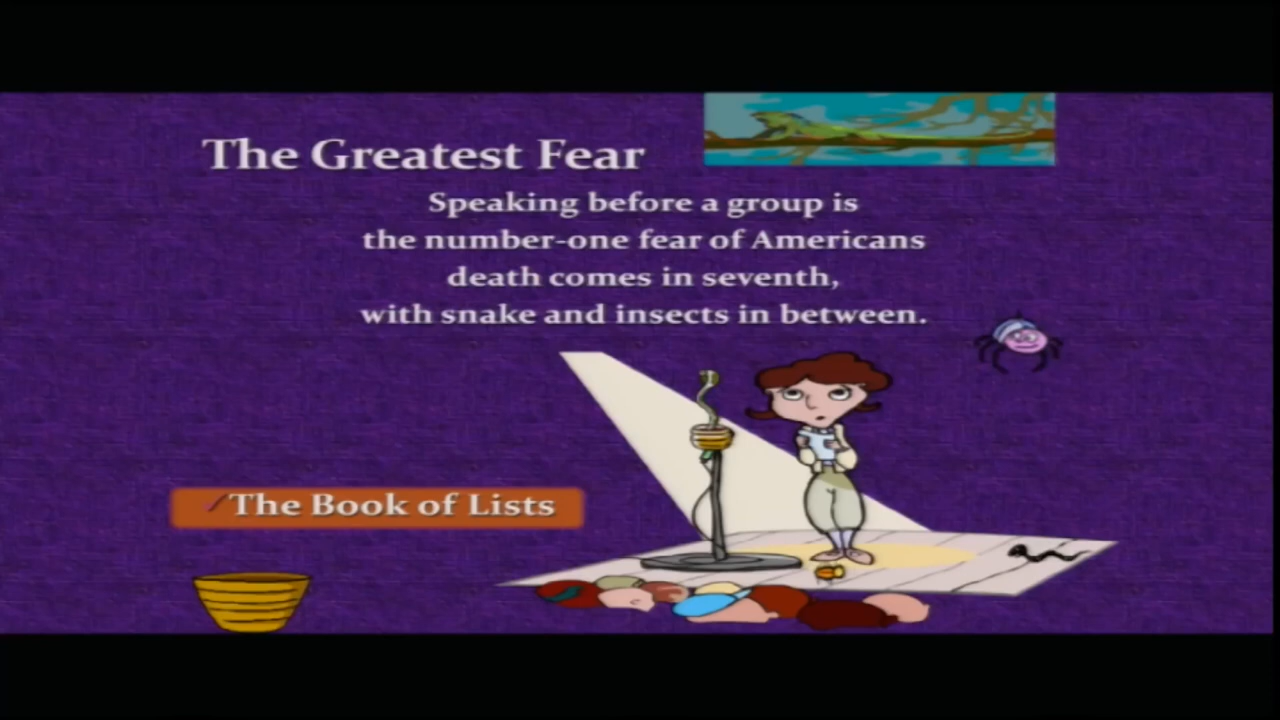 The Greatest Fear
Speaking before a group is
the number-one fear of Americans
death comes in seventh,
with snake and insects in between.
The Book of Lists